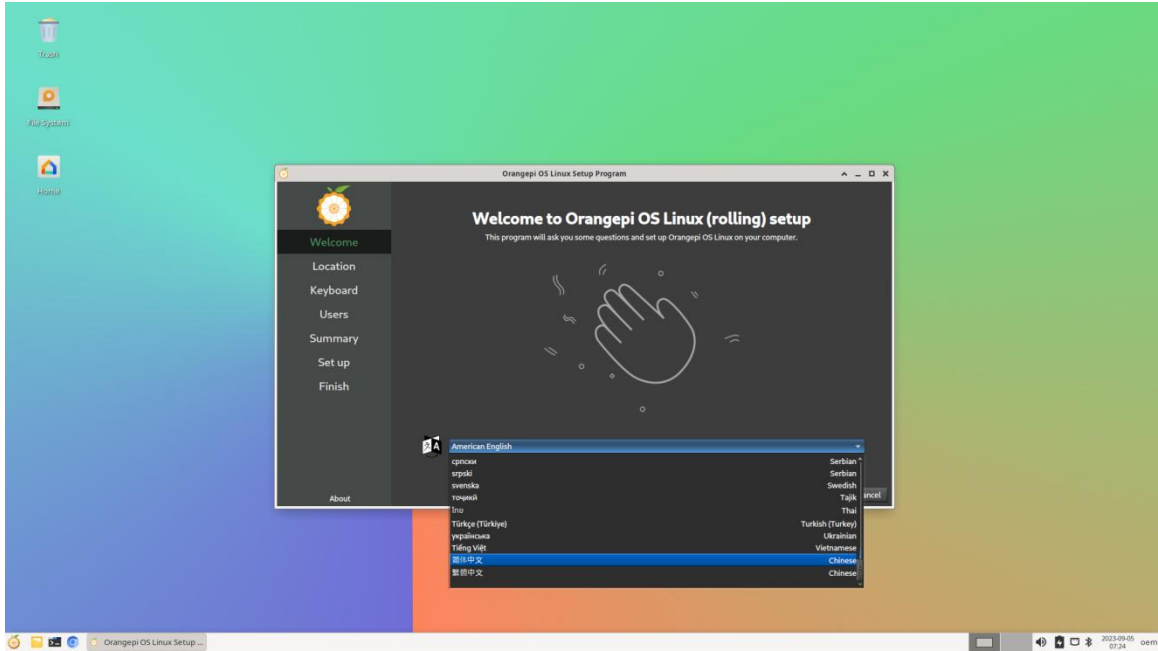 Trash
File System
Home
Orangepi OS Linux Setup Program
Welcome
Location
Keyboard
Users
Summary
Set up
Finish
About
Welcome to Orangepi OS Linux (rolling) setup
This program will ask you some questions and set up Orangepi OS Linux on your computer.
American English
српски Serbian
srpski Serbian
svenska Swedish
тоҷикӣ Tajik
ไทย Thai
Türkçe (Türkiye) Turkish (Turkey)
українська Ukrainian
Tiếng Việt Vietnamese
简体中文 Chinese
繁體中文 Chinese
ancel
Orangepi OS Linux Setup ...
2023-09-05
07:24
oem